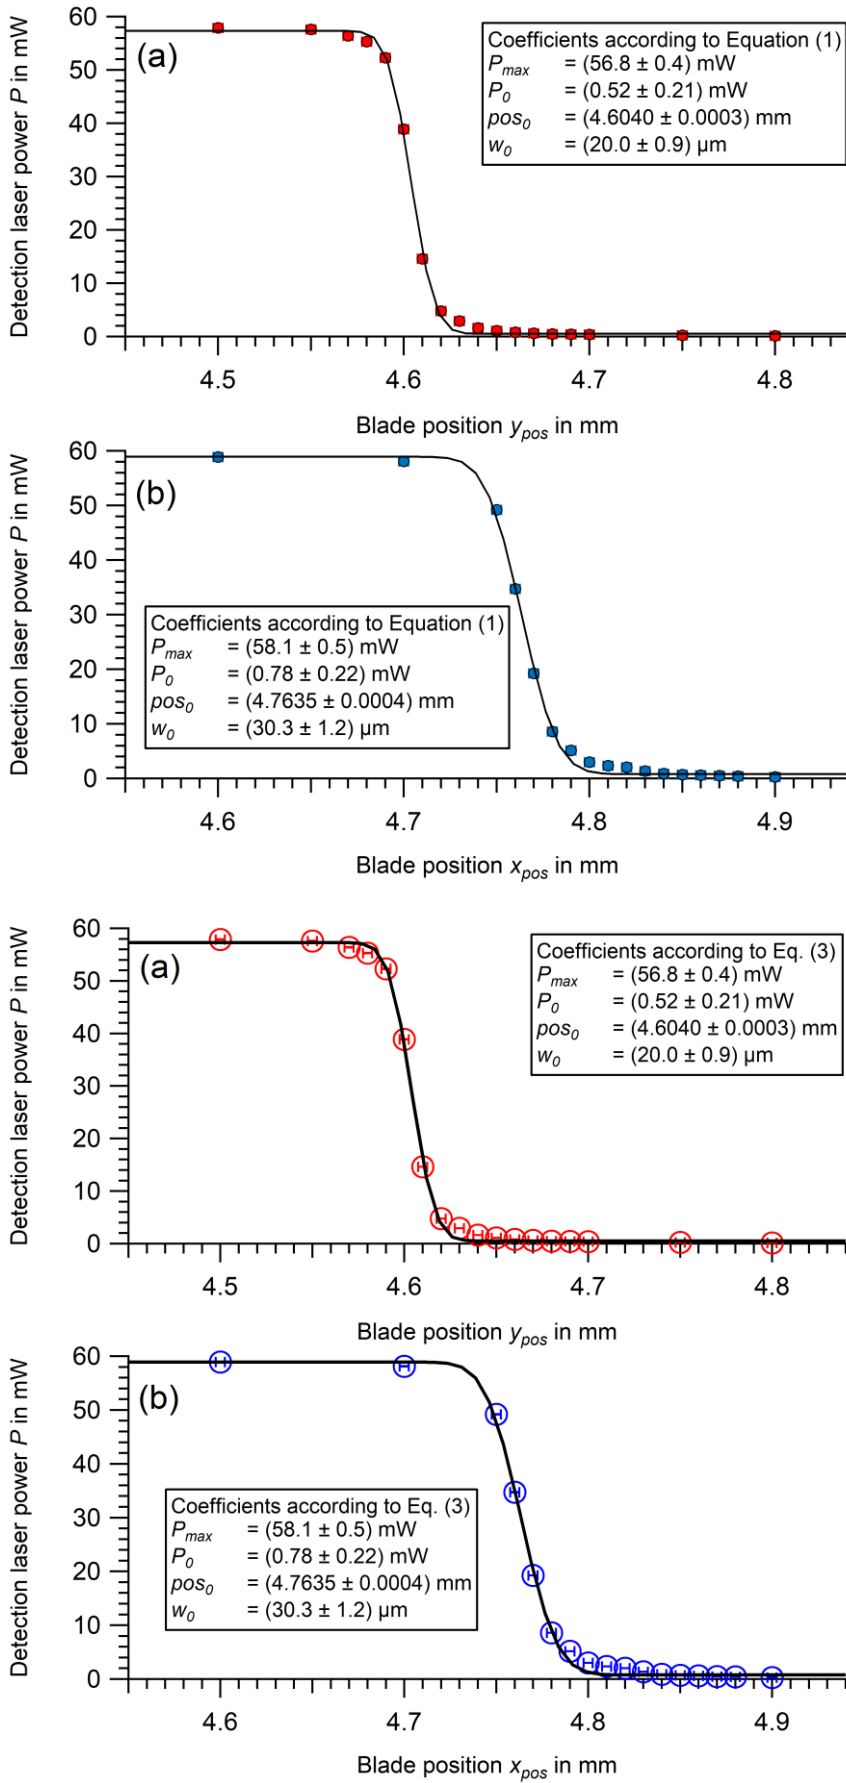 Detection laser power P in mW
60
50
40
30
20
10
0
(a)
Coefficients according to Equation (1)
Pmax = (56.8 ± 0.4) mW
P0 = (0.52 ± 0.21) mW
pos0 = (4.6040 ± 0.0003) mm
w0 = (20.0 ± 0.9) µm
4.5 4.6 4.7 4.8
Blade position ypos in mm
Detection laser power P in mW
60
50
40
30
20
10
0
(b)
Coefficients according to Equation (1)
Pmax = (58.1 ± 0.5) mW
P0 = (0.78 ± 0.22) mW
pos0 = (4.7635 ± 0.0004) mm
w0 = (30.3 ± 1.2) µm
4.6 4.7 4.8 4.9
Blade position xpos in mm
Detection laser power P in mW
60
50
40
30
20
10
0
(a)
Coefficients according to Eq. (3)
Pmax = (56.8 ± 0.4) mW
P0 = (0.52 ± 0.21) mW
pos0 = (4.6040 ± 0.0003) mm
w0 = (20.0 ± 0.9) µm
4.5 4.6 4.7 4.8
Blade position ypos in mm
Detection laser power P in mW
60
50
40
30
20
10
0
(b)
Coefficients according to Eq. (3)
Pmax = (58.1 ± 0.5) mW
P0 = (0.78 ± 0.22) mW
pos0 = (4.7635 ± 0.0004) mm
w0 = (30.3 ± 1.2) µm
4.6 4.7 4.8 4.9
Blade position xpos in mm